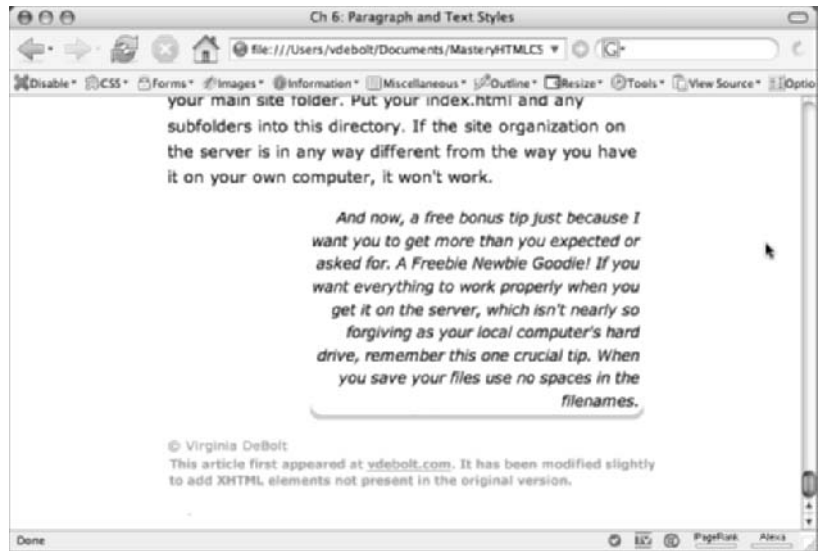 Ch 6: Paragraph and Text Styles
file:///Users/vdebolt/Documents/MasteryHTMLCS
G
Disable CSS Forms Images Information Miscellaneous Outline Resize Tools View Source Optio
your main site folder. Put your index.html and any
subfolders into this directory. If the site organization on
the server is in any way different from the way you have
it on your own computer, it won't work.
And now, a free bonus tip just because I
want you to get more than you expected or
asked for. A Freebie Newbie Goodie! If you
want everything to work properly when you
get it on the server, which isn't nearly so
forgiving as your local computer's hard
drive, remember this one crucial tip. When
you save your files use no spaces in the
filenames.
© Virginia DeBolt
This article first appeared at vdebolt.com. It has been modified slightly
to add XHTML elements not present in the original version.
Done PageRank Alexa